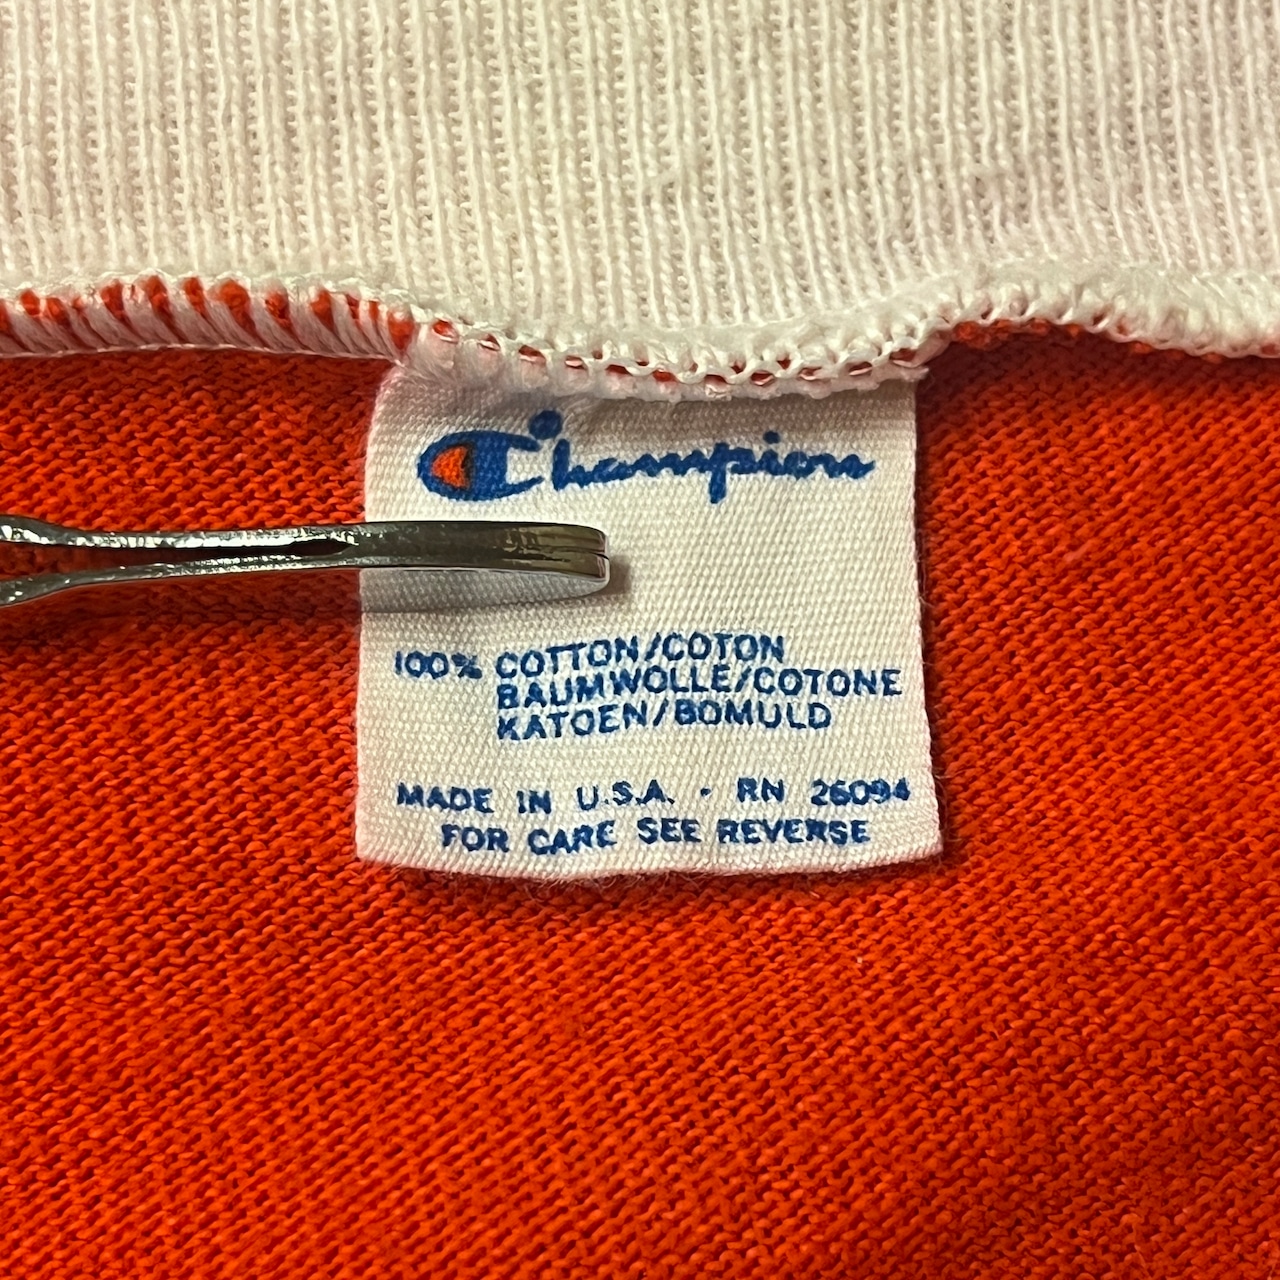 Champion
100% COTTON/COTON
BAUMWOLLE/COTONE
KATOEN/BOMULD
MADE IN U.S.A. · RN 26094
FOR CARE SEE REVERSE